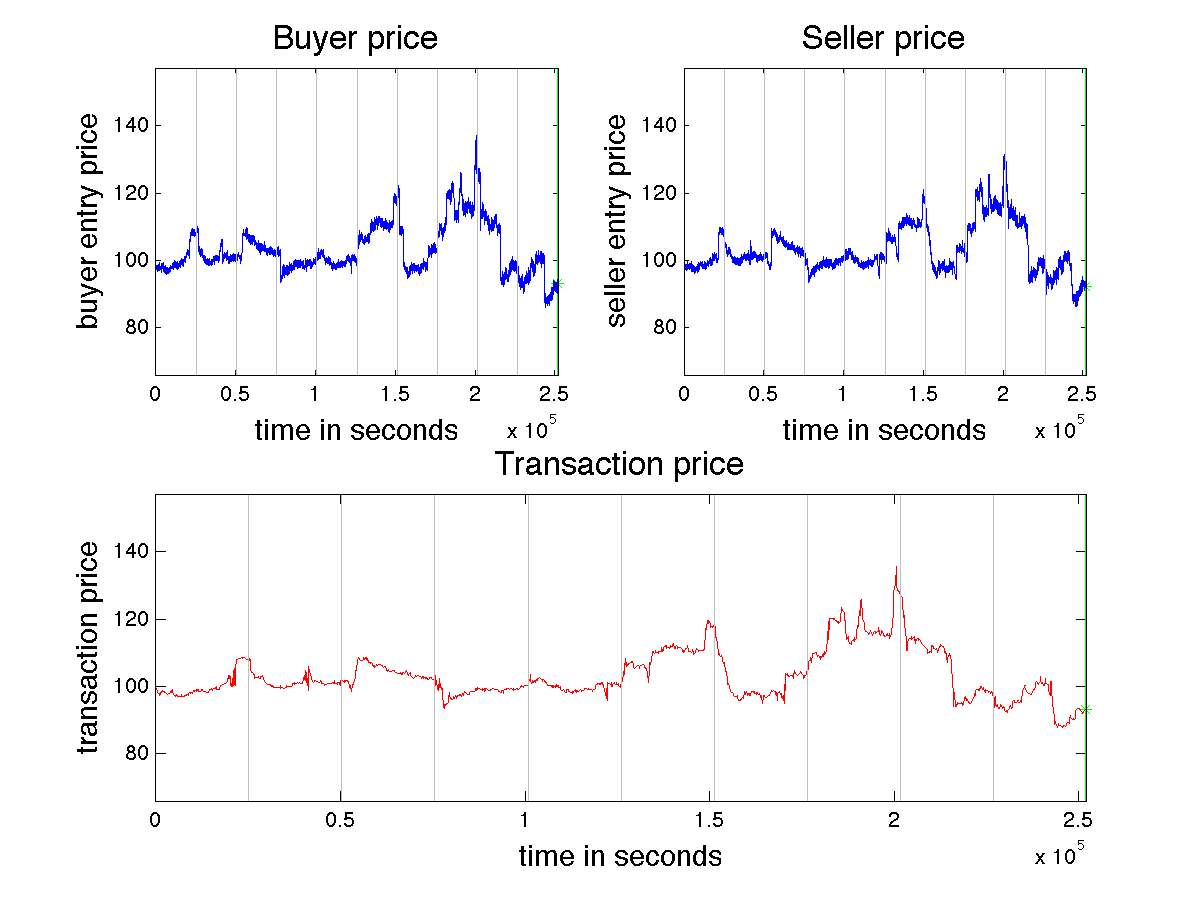 Buyer price
Seller price
buyer entry price
140
120
100
80
0
0.5
1
1.5
2
2.5
x 10^5
time in seconds
seller entry price
140
120
100
80
0
0.5
1
1.5
2
2.5
x 10^5
time in seconds
Transaction price
transaction price
140
120
100
80
0
0.5
1
1.5
2
2.5
x 10^5
time in seconds